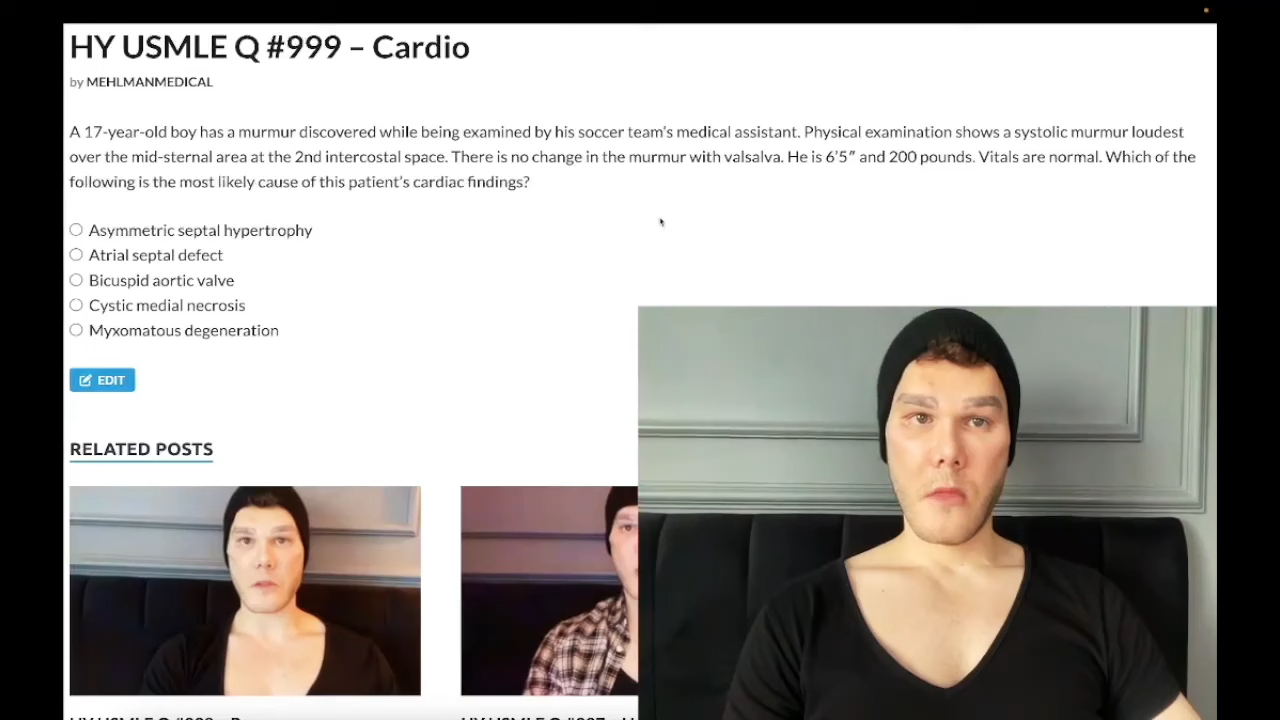 HY USMLE Q #999 – Cardio
by MEHLMANMEDICAL
A 17-year-old boy has a murmur discovered while being examined by his soccer team's medical assistant. Physical examination shows a systolic murmur loudest
over the mid-sternal area at the 2nd intercostal space. There is no change in the murmur with valsalva. He is 6'5″ and 200 pounds. Vitals are normal. Which of the
following is the most likely cause of this patient's cardiac findings?
Asymmetric septal hypertrophy
Atrial septal defect
Bicuspid aortic valve
Cystic medial necrosis
Myxomatous degeneration
EDIT
RELATED POSTS